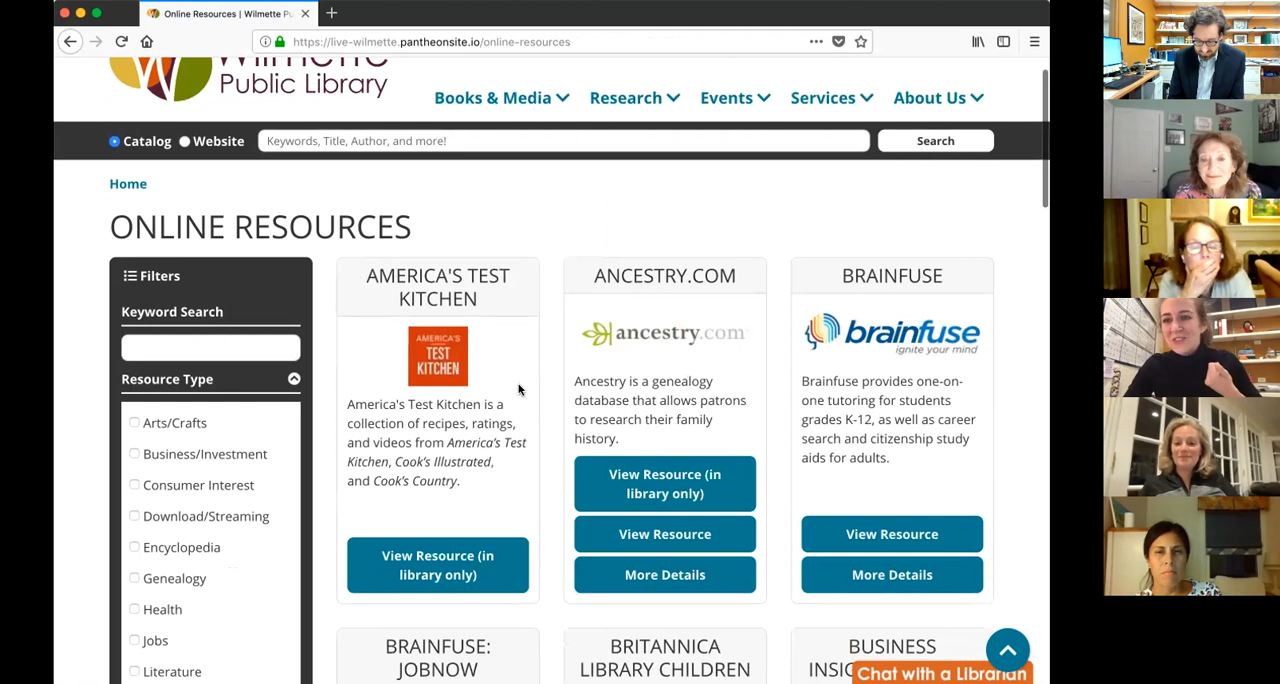 Online Resources | Wilmette Pu
https://live-wilmette.pantheonsite.io/online-resources
Wilmette
Public Library
Books & Media
Research
Events
Services
About Us
Catalog
Website
Keywords, Title, Author, and more!
Search
Home
ONLINE RESOURCES
Filters
Keyword Search
Resource Type
Arts/Crafts
Business/Investment
Consumer Interest
Download/Streaming
Encyclopedia
Genealogy
Health
Jobs
Literature
AMERICA'S TEST
KITCHEN
AMERICA'S
TEST
KITCHEN
America's Test Kitchen is a
collection of recipes, ratings,
and videos from America's Test
Kitchen, Cook's Illustrated,
and Cook's Country.
View Resource (in
library only)
ANCESTRY.COM
ancestry.com
Ancestry is a genealogy
database that allows patrons
to research their family
history.
View Resource (in
library only)
View Resource
More Details
BRAINFUSE
brainfuse
ignite your mind
Brainfuse provides one-on-
one tutoring for students
grades K-12, as well as career
search and citizenship study
aids for adults.
View Resource
More Details
BRAINFUSE:
JOBNOW
BRITANNICA
LIBRARY CHILDREN
BUSINESS
Chat with a Librarian